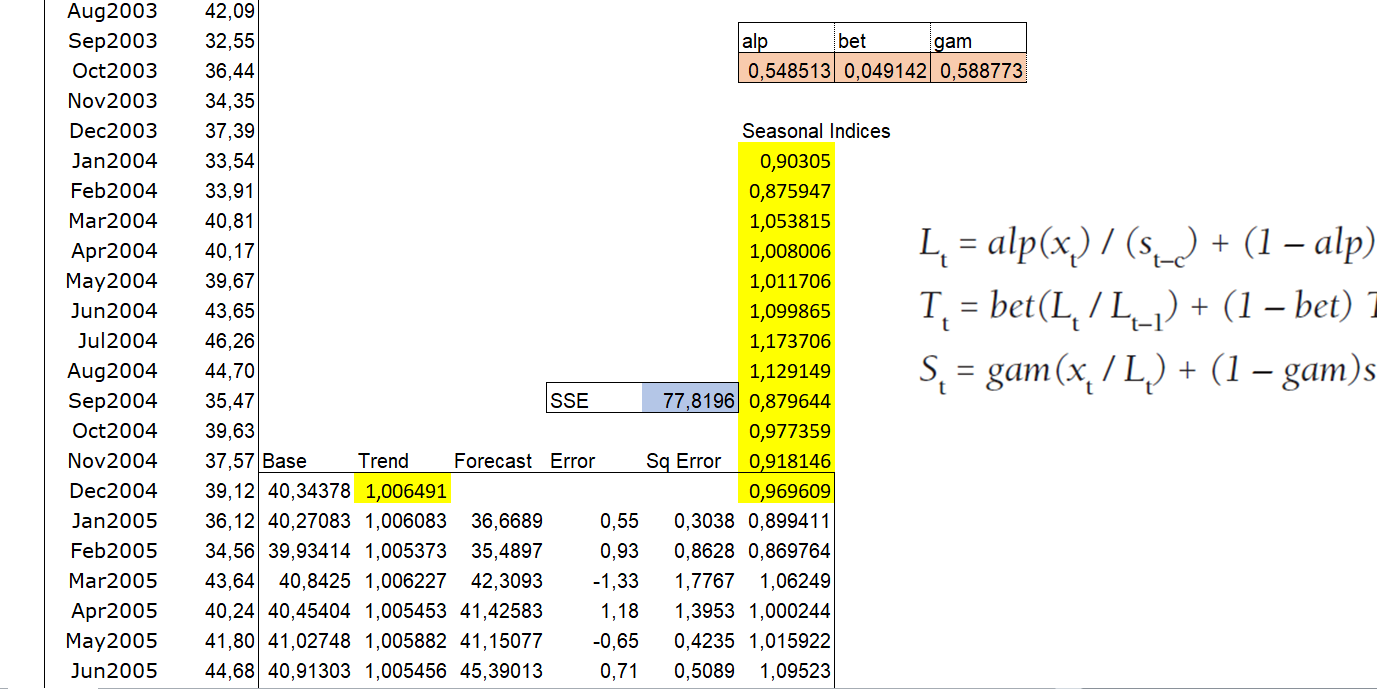 Aug2003 42,09
Sep2003 32,55 alp bet gam
Oct2003 36,44 0,548513 0,049142 0,588773
Nov2003 34,35
Dec2003 37,39 Seasonal Indices
Jan2004 33,54 0,90305
Feb2004 33,91 0,875947
Mar2004 40,81 1,053815
Apr2004 40,17 1,008006
May2004 39,67 1,011706
Jun2004 43,65 1,099865
Jul2004 46,26 1,173706
Aug2004 44,70 1,129149
Sep2004 35,47 SSE 77,8196 0,879644
Oct2004 39,63 0,977359
Nov2004 37,57 Base Trend Forecast Error Sq Error 0,918146
Dec2004 39,12 40,34378 1,006491 0,969609
Jan2005 36,12 40,27083 1,006083 36,6689 0,55 0,3038 0,899411
Feb2005 34,56 39,93414 1,005373 35,4897 0,93 0,8628 0,869764
Mar2005 43,64 40,8425 1,006227 42,3093 -1,33 1,7767 1,06249
Apr2005 40,24 40,45404 1,005453 41,42583 1,18 1,3953 1,000244
May2005 41,80 41,02748 1,005882 41,15077 -0,65 0,4235 1,015922
Jun2005 44,68 40,91303 1,005456 45,39013 0,71 0,5089 1,09523
L_t = alp(x_t) / (s_t–c) + (1 – alp)
T_t = bet(L_t / L_t–1) + (1 – bet)
S_t = gam(x_t / L_t) + (1 – gam)s